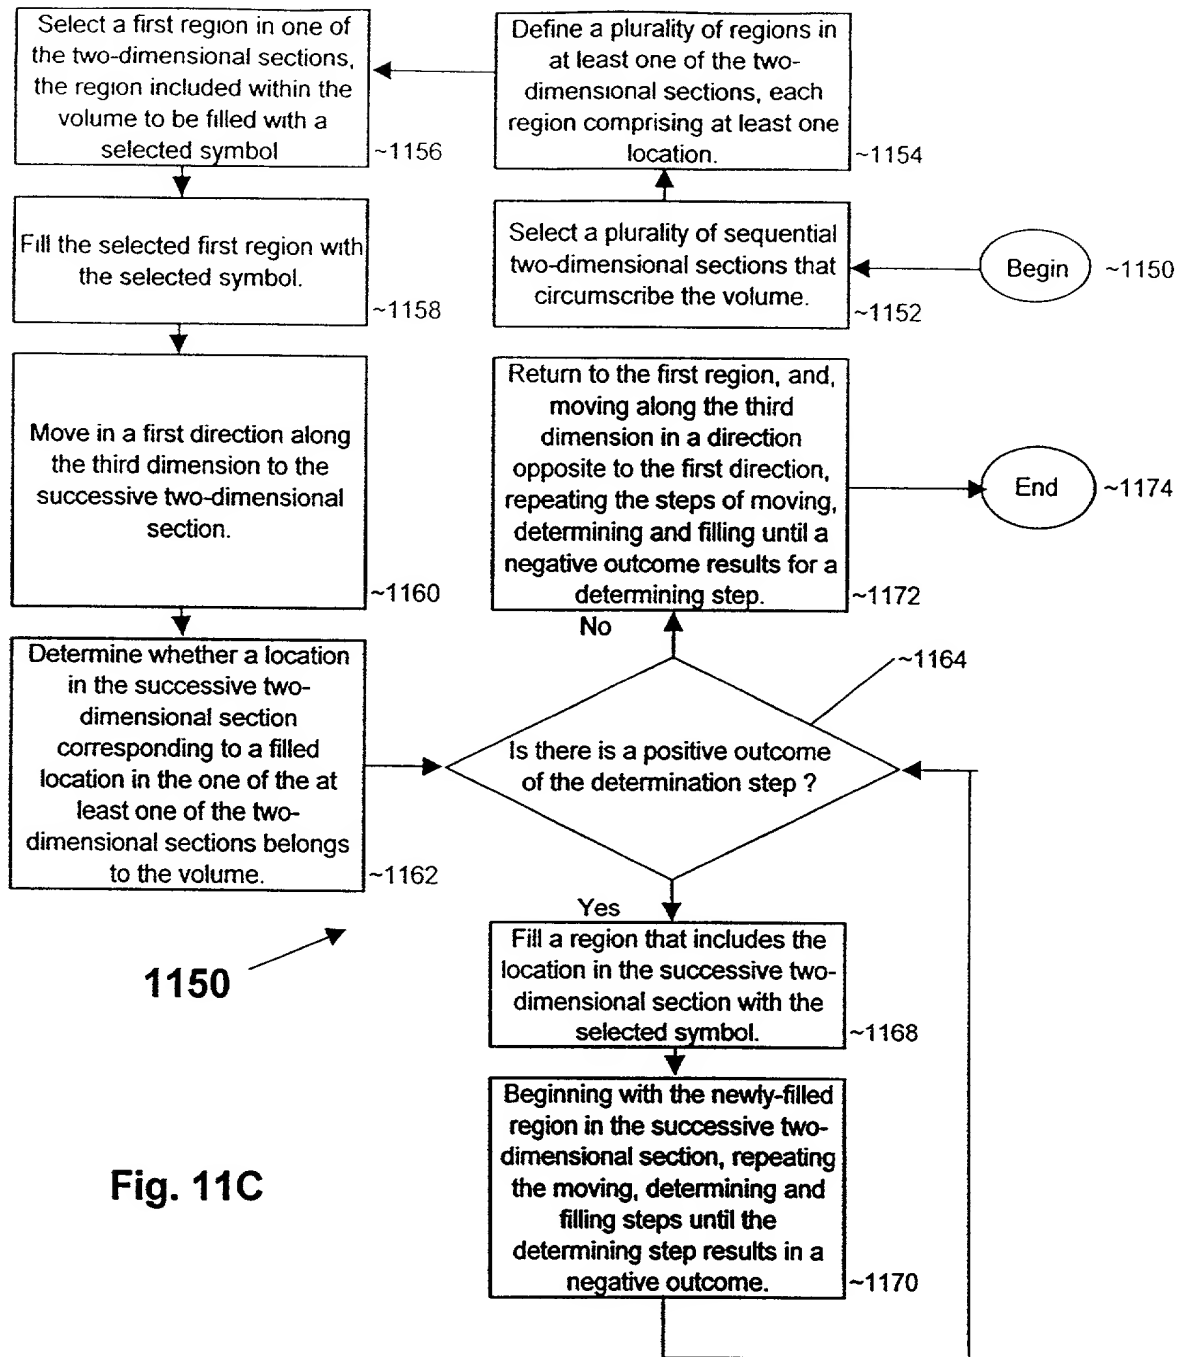 Begin
~1150
Select a plurality of sequential
two-dimensional sections that
circumscribe the volume.
~1152
Define a plurality of regions in
at least one of the two-
dimensional sections, each
region comprising at least one
location.
~1154
Select a first region in one of
the two-dimensional sections,
the region included within the
volume to be filled with a
selected symbol
~1156
Fill the selected first region with
the selected symbol.
~1158
Move in a first direction along
the third dimension to the
successive two-dimensional
section.
~1160
Determine whether a location
in the successive two-
dimensional section
corresponding to a filled
location in the one of the at
least one of the two-
dimensional sections belongs
to the volume.
~1162
Is there is a positive outcome
of the determination step ?
~1164
No
Return to the first region, and,
moving along the third
dimension in a direction
opposite to the first direction,
repeating the steps of moving,
determining and filling until a
negative outcome results for a
determining step.
~1172
End
~1174
Yes
Fill a region that includes the
location in the successive two-
dimensional section with the
selected symbol.
~1168
Beginning with the newly-filled
region in the successive two-
dimensional section, repeating
the moving, determining and
filling steps until the
determining step results in a
negative outcome.
~1170
1150
Fig. 11C